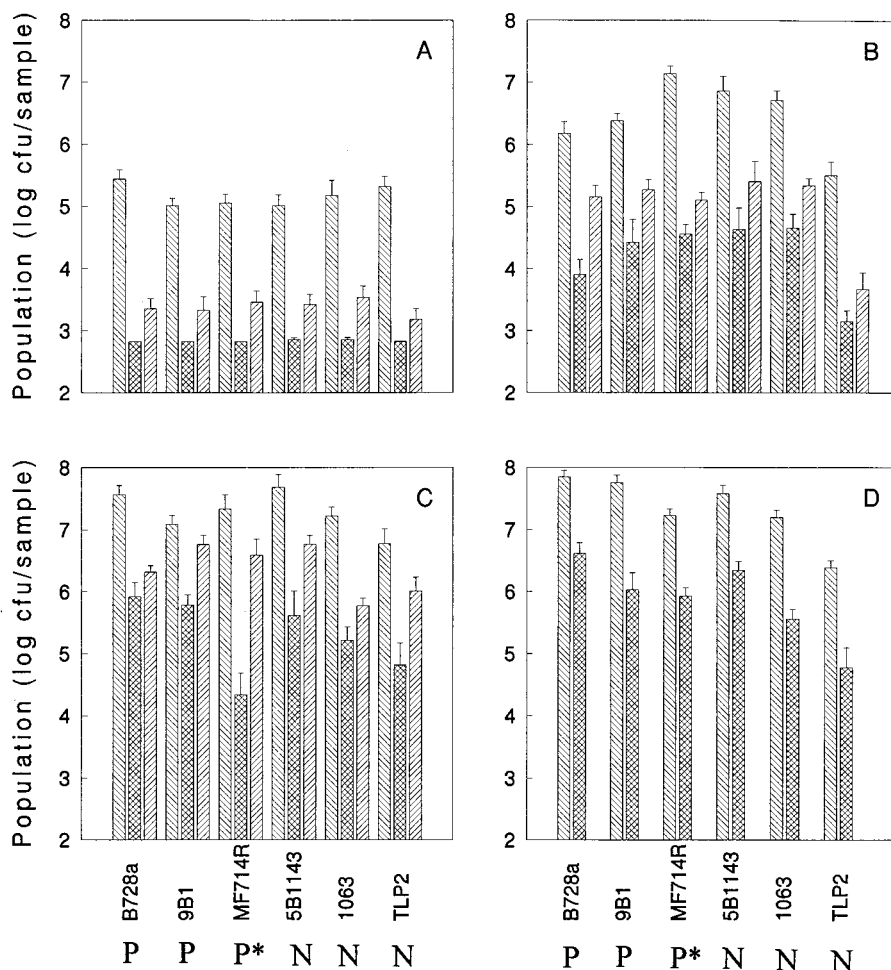 Population (log cfu/sample)
8
7
6
5
4
3
2
A
8
7
6
5
4
3
2
B
Population (log cfu/sample)
8
7
6
5
4
3
2
C
8
7
6
5
4
3
2
D
B728a
9B1
MF714R
5B1143
1063
TLP2
P P P* N N N
B728a
9B1
MF714R
5B1143
1063
TLP2
P P P* N N N